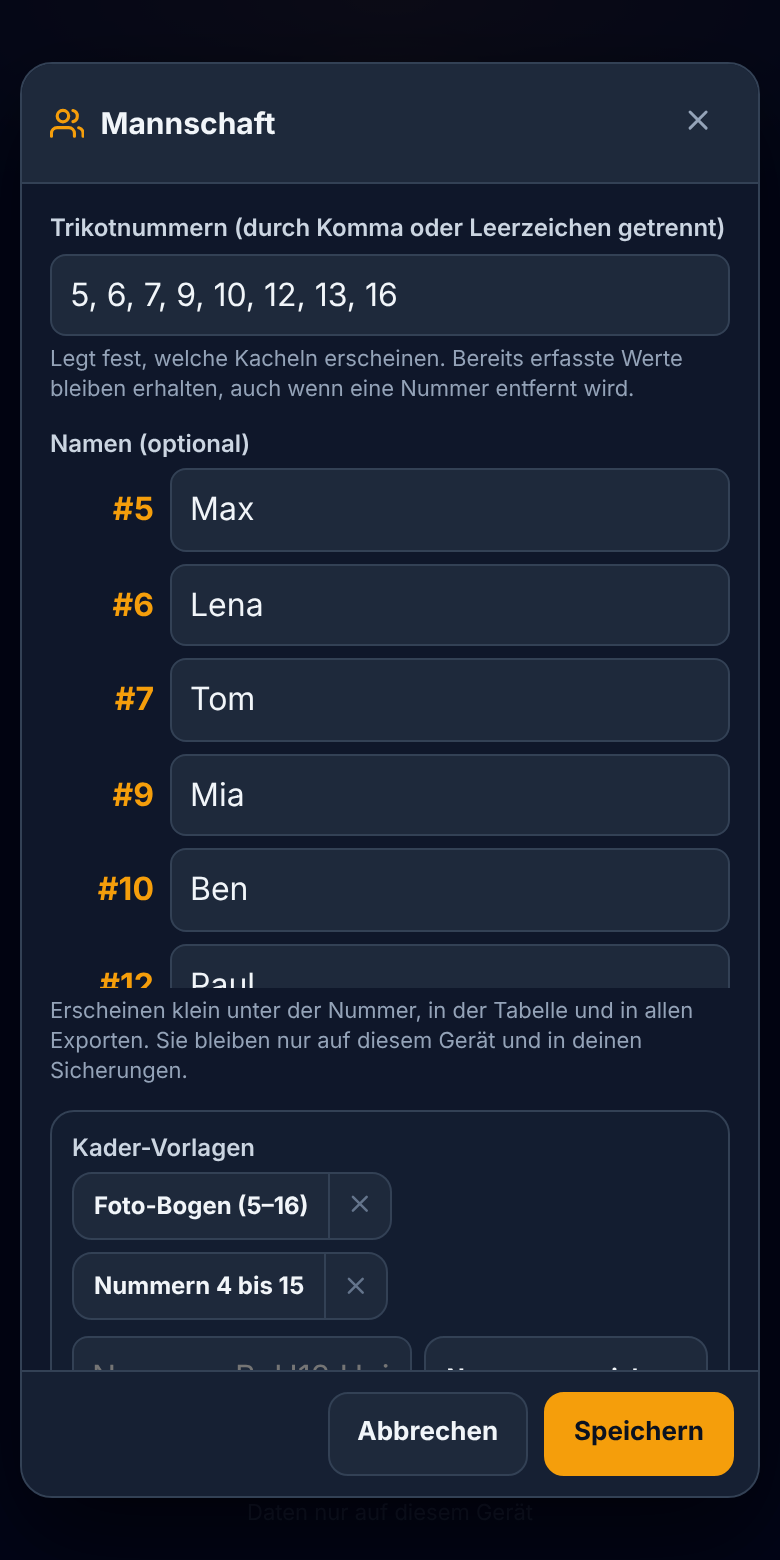 Mannschaft
Trikotnummern (durch Komma oder Leerzeichen getrennt)
5, 6, 7, 9, 10, 12, 13, 16
Legt fest, welche Kacheln erscheinen. Bereits erfasste Werte
bleiben erhalten, auch wenn eine Nummer entfernt wird.
Namen (optional)
#5 Max
#6 Lena
#7 Tom
#9 Mia
#10 Ben
#12 Paul
Erscheinen klein unter der Nummer, in der Tabelle und in allen
Exporten. Sie bleiben nur auf diesem Gerät und in deinen
Sicherungen.
Kader-Vorlagen
Foto-Bogen (5–16)
Nummern 4 bis 15
Abbrechen Speichern
Daten nur auf diesem Gerät